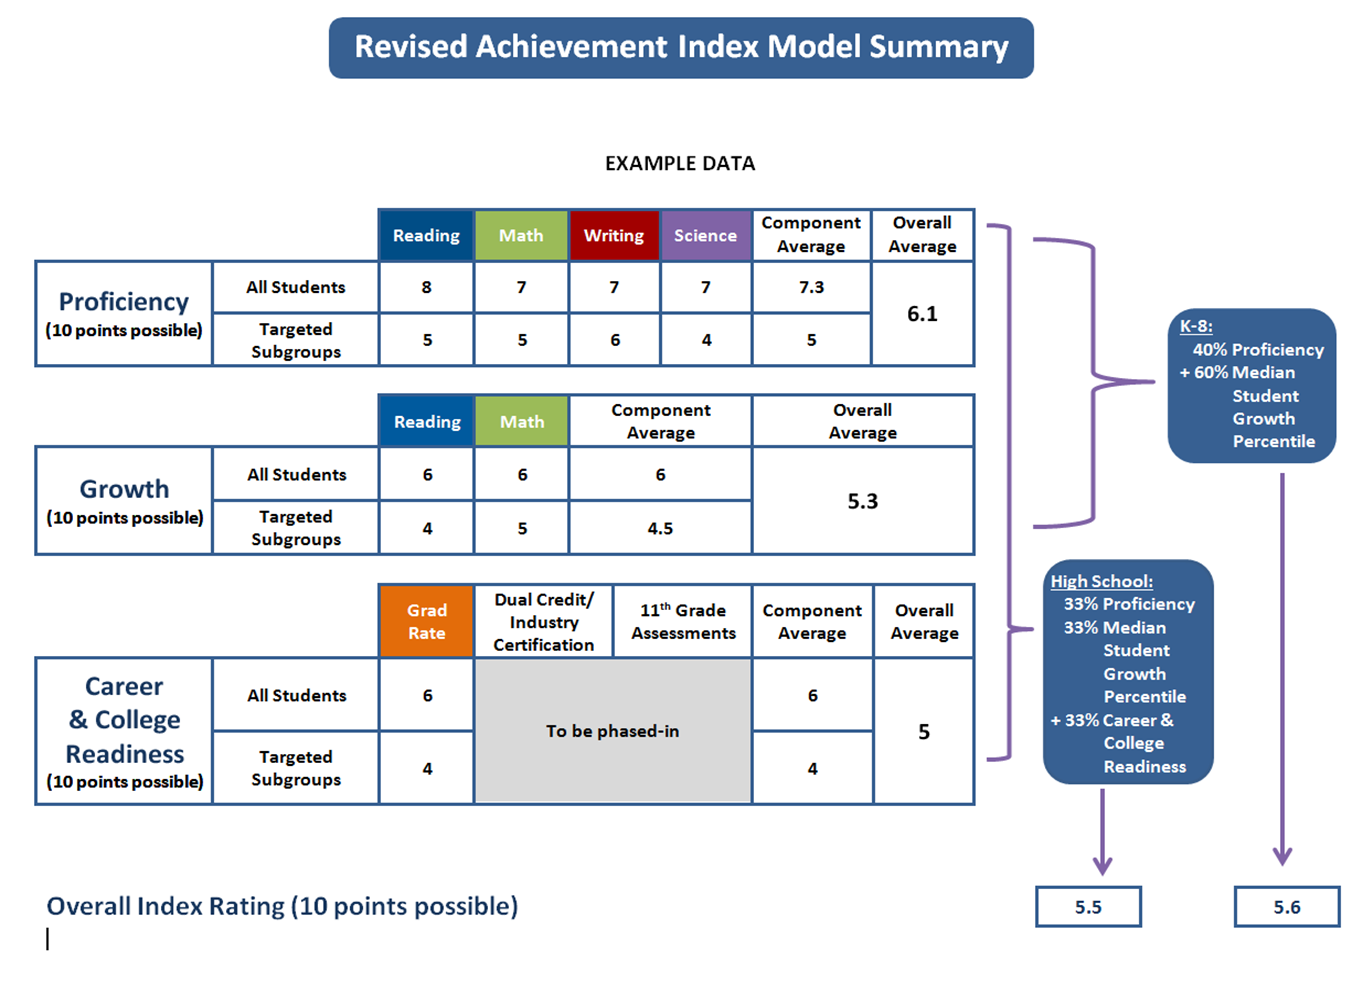 Revised Achievement Index Model Summary
EXAMPLE DATA
Reading Math Writing Science Component Average Overall Average
Proficiency
(10 points possible)
All Students 8 7 7 7 7.3
Targeted Subgroups 5 5 6 4 5
6.1
Reading Math Component Average Overall Average
Growth
(10 points possible)
All Students 6 6 6
Targeted Subgroups 4 5 4.5
5.3
Grad Rate Dual Credit/ Industry Certification 11th Grade Assessments Component Average Overall Average
Career
& College
Readiness
(10 points possible)
All Students 6 6
To be phased-in
Targeted Subgroups 4 4
5
K-8:
40% Proficiency
+ 60% Median
Student
Growth
Percentile
High School:
33% Proficiency
33% Median
Student
Growth
Percentile
+ 33% Career &
College
Readiness
Overall Index Rating (10 points possible)
5.5 5.6